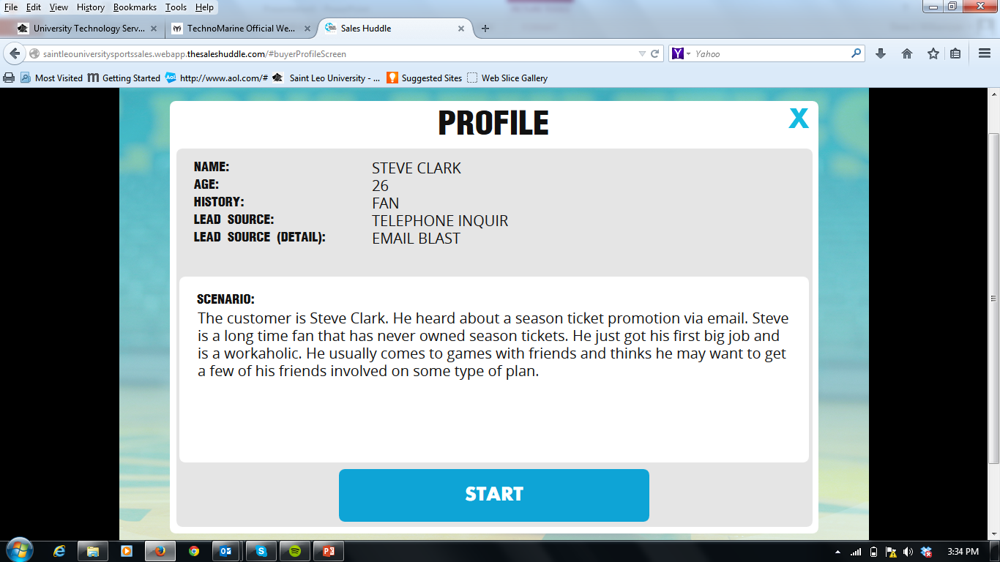 File Edit View History Bookmarks Tools Help
University Technology Serv... TechnoMarine Official We... Sales Huddle
saintleouniversitysportssales.webapp.thesaleshuddle.com/#buyerProfileScreen Yahoo
Most Visited Getting Started http://www.aol.com/# Saint Leo University - ... Suggested Sites Web Slice Gallery
PROFILE X
NAME: STEVE CLARK
AGE: 26
HISTORY: FAN
LEAD SOURCE: TELEPHONE INQUIR
LEAD SOURCE (DETAIL): EMAIL BLAST
SCENARIO:
The customer is Steve Clark. He heard about a season ticket promotion via email. Steve
is a long time fan that has never owned season tickets. He just got his first big job and
is a workaholic. He usually comes to games with friends and thinks he may want to get
a few of his friends involved on some type of plan.
START
3:34 PM